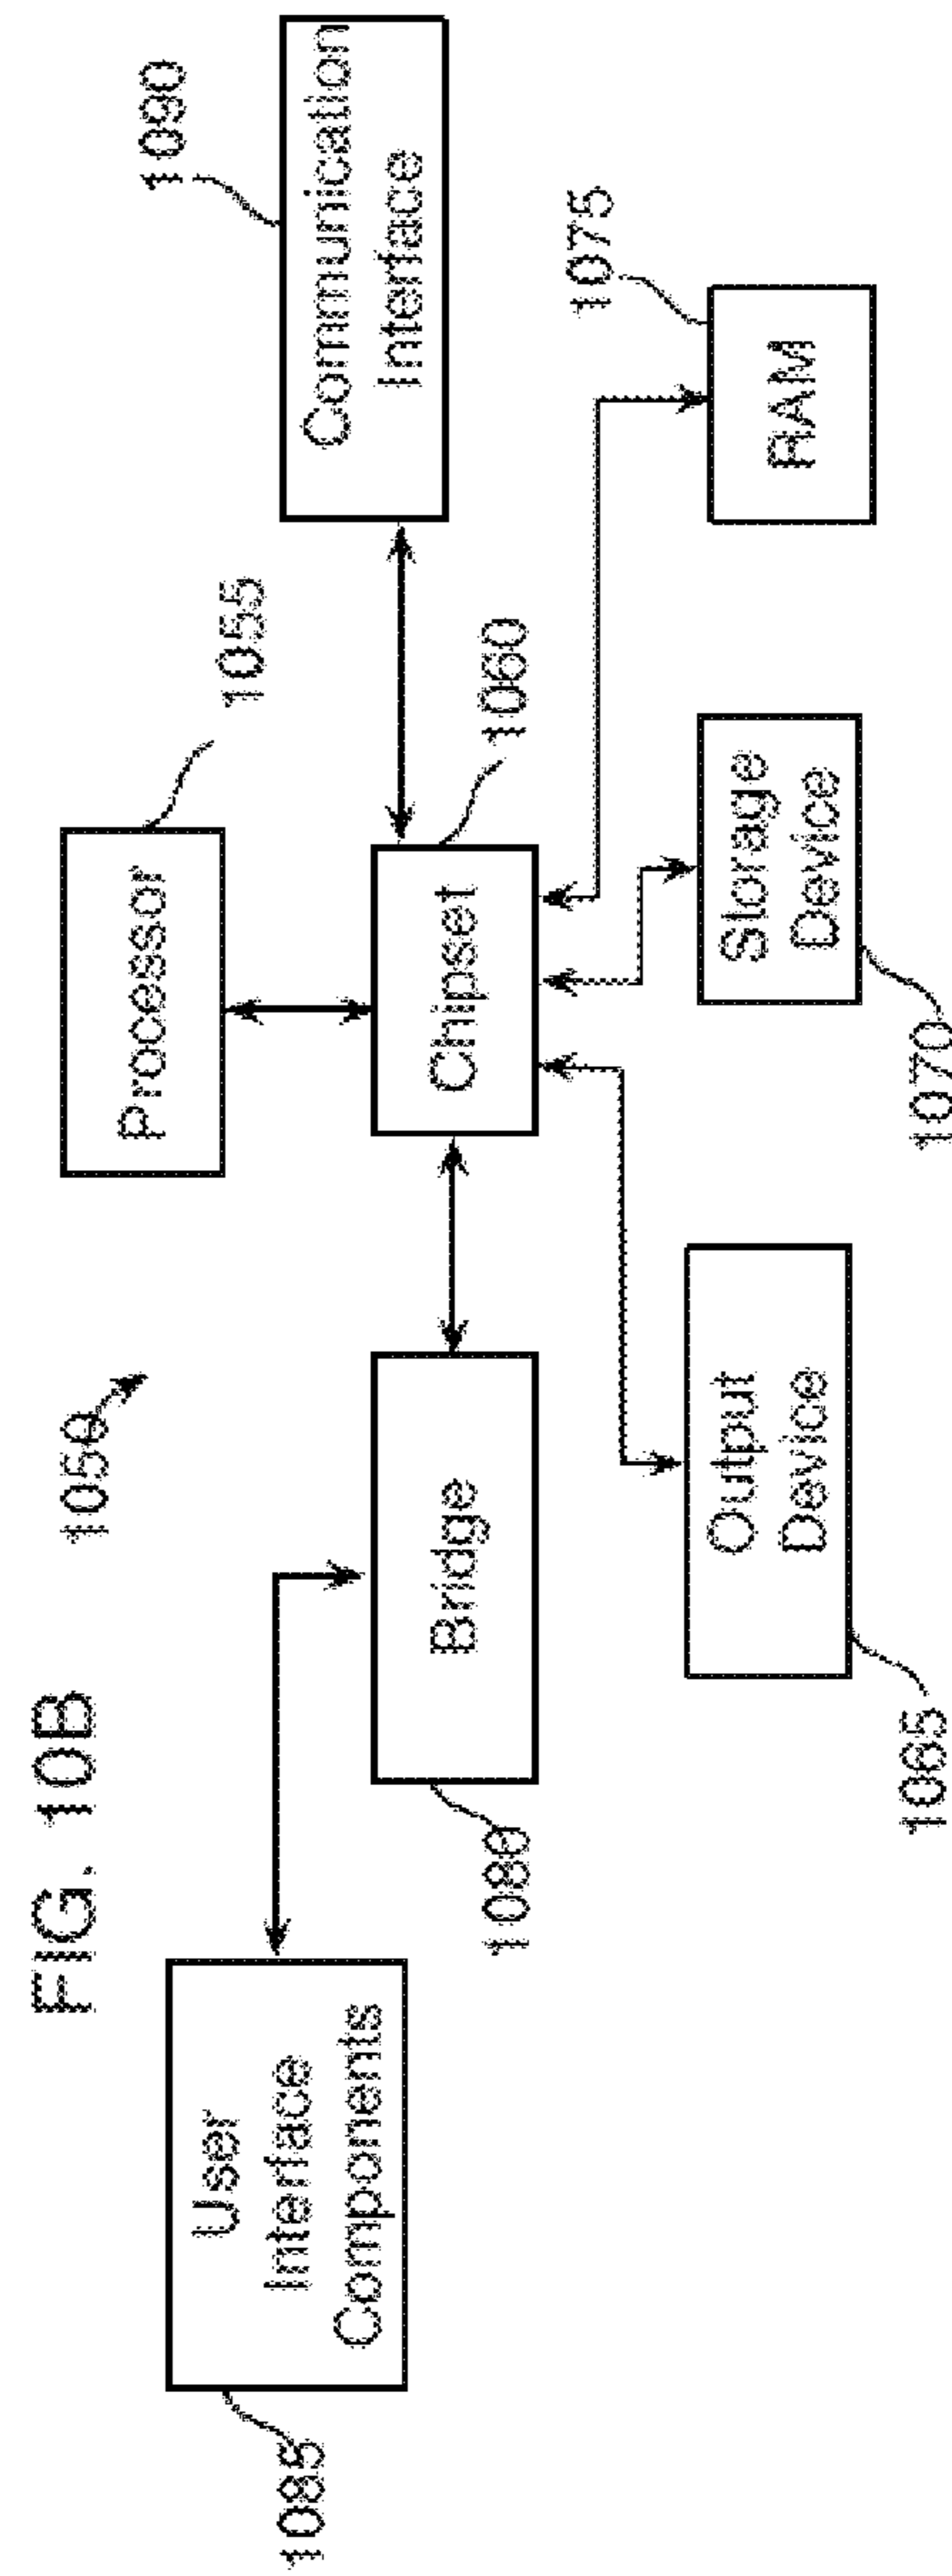 FIG. 10B
1050
Processor
1055
1090
Communication
Interface
User
Interface
Components
1085
Bridge
1080
Chipset
1060
Output
Device
1065
Storage
Device
1070
RAM
1075